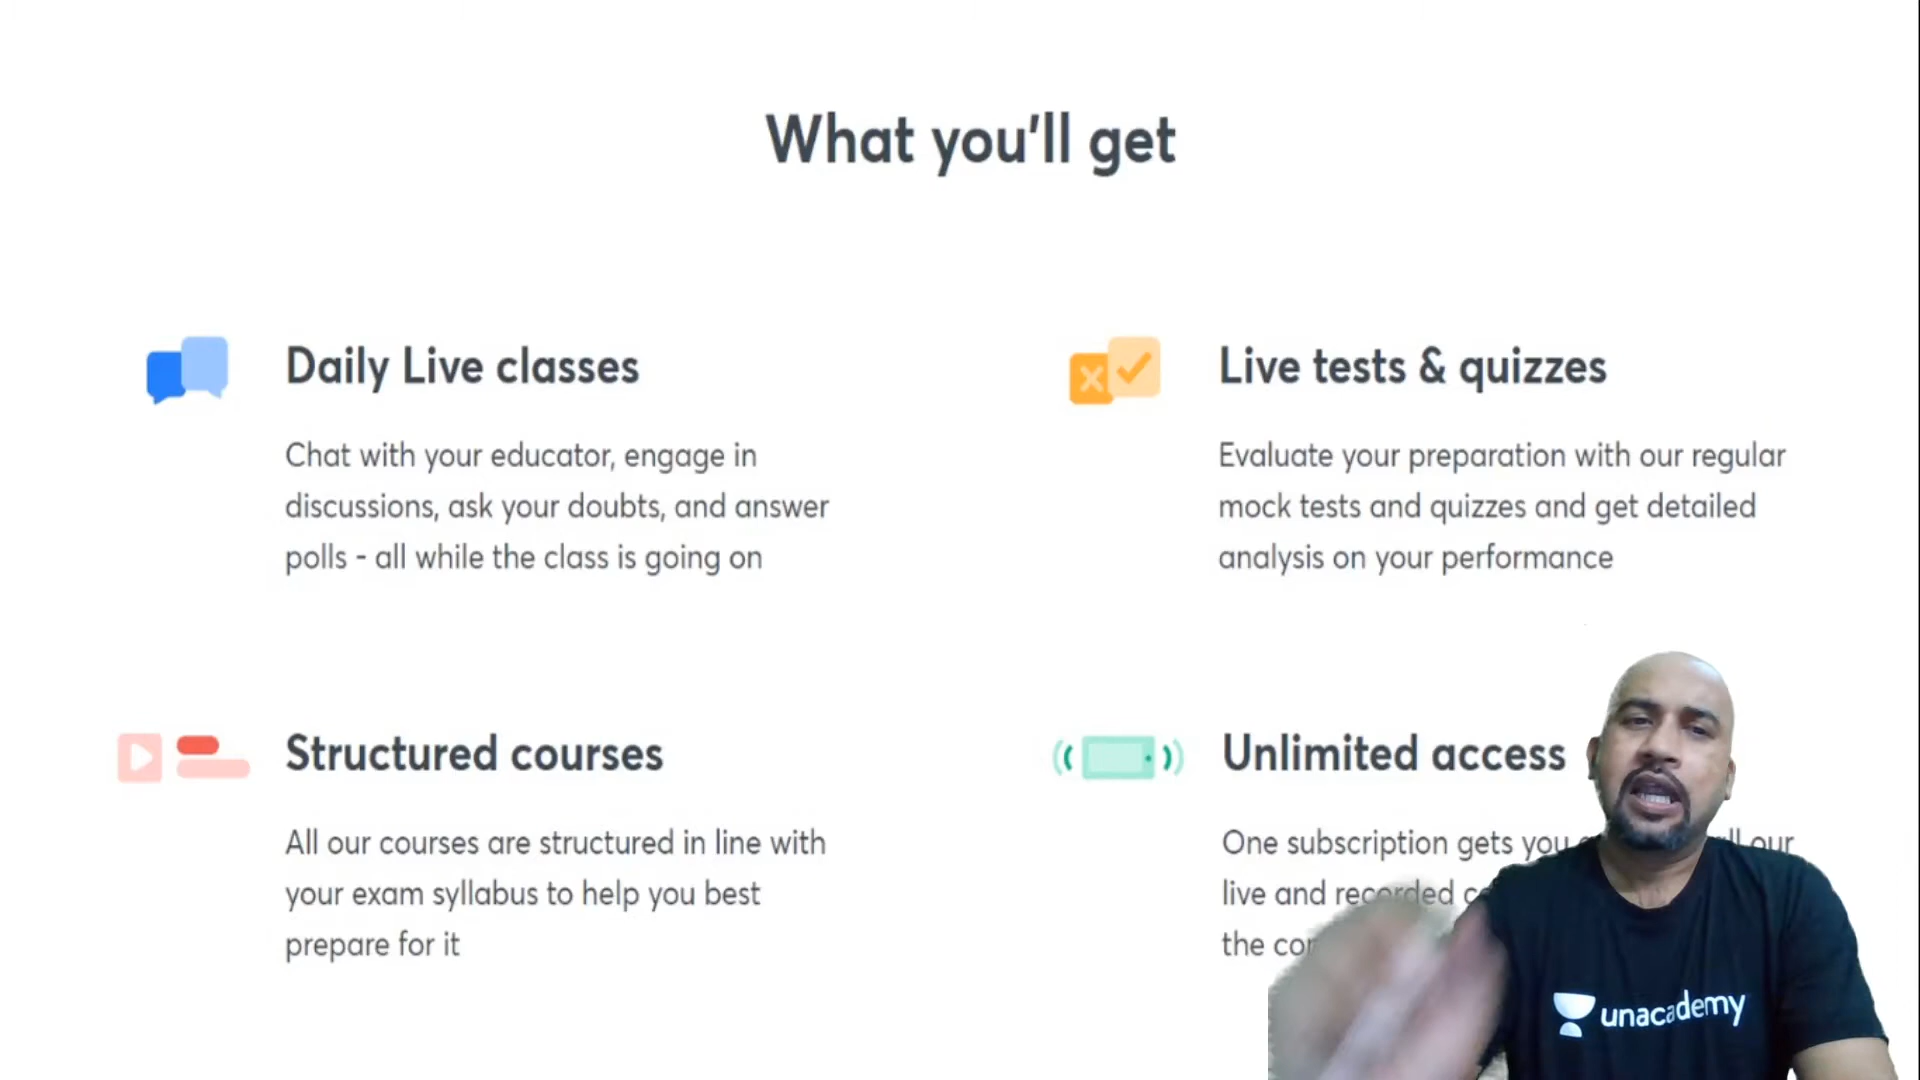 What you'll get
Daily Live classes
Chat with your educator, engage in
discussions, ask your doubts, and answer
polls - all while the class is going on
Live tests & quizzes
Evaluate your preparation with our regular
mock tests and quizzes and get detailed
analysis on your performance
Structured courses
All our courses are structured in line with
your exam syllabus to help you best
prepare for it
Unlimited access
One subscription gets you our
live and recorded
the
unacademy